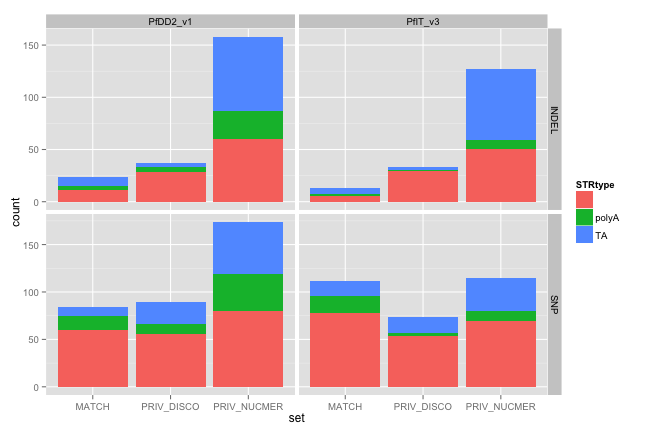 PfDD2_v1 PfIT_v3
150
100
50
0
INDEL
150
100
50
0
SNP
count
MATCH PRIV_DISCO PRIV_NUCMER MATCH PRIV_DISCO PRIV_NUCMER
set
STRtype
polyA
TA